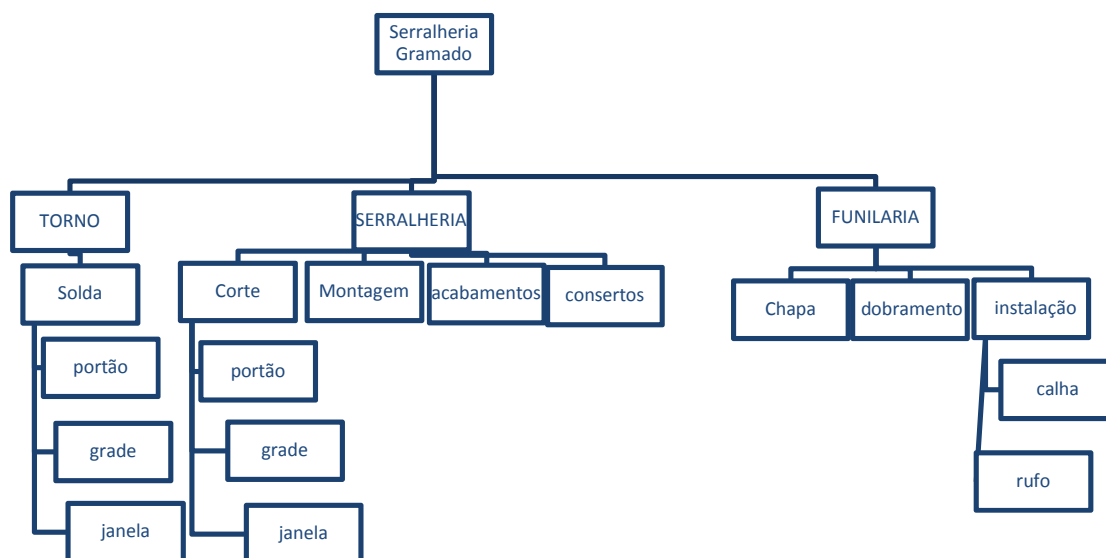 Serralheria
Gramado
TORNO
SERRALHERIA
FUNILARIA
Solda
Corte
Montagem
acabamentos
consertos
Chapa
dobramento
instalação
portão
portão
calha
grade
grade
rufo
janela
janela